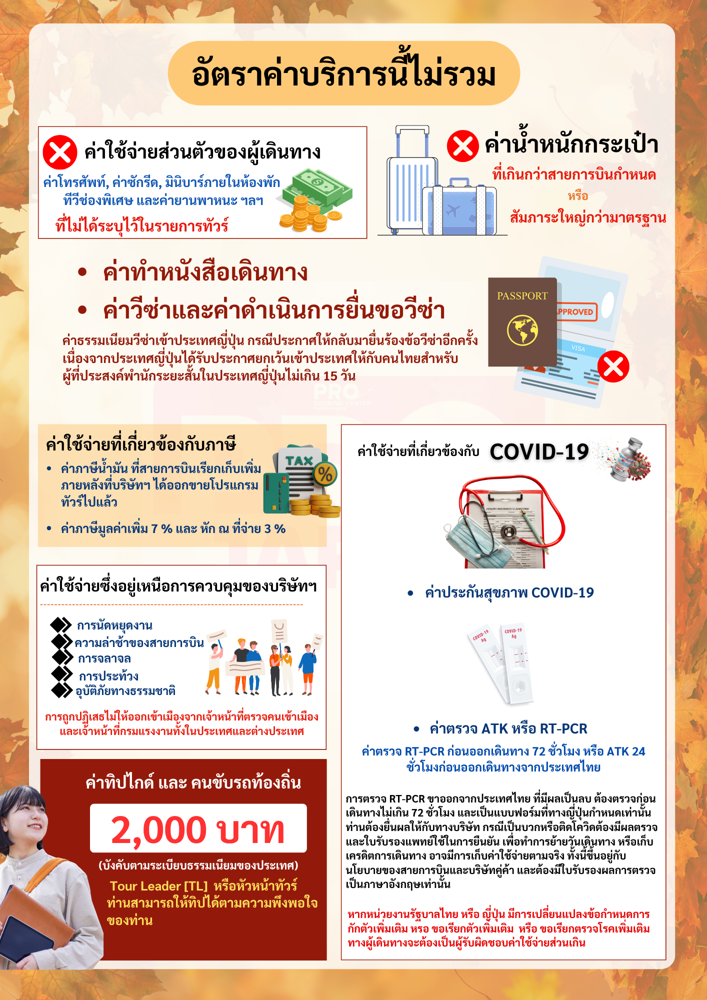 อัตราค่าบริการนี้ไม่รวม
ค่าใช้จ่ายส่วนตัวของผู้เดินทาง
ค่าโทรศัพท์, ค่าซักรีด, มินิบาร์ภายในห้องพัก
ทีวีช่องพิเศษ และค่ายานพาหนะ ฯลฯ
ที่ไม่ได้ระบุไว้ในรายการทัวร์
ค่าน้ำหนักกระเป๋า
ที่เกินกว่าสายการบินกำหนด
หรือ
สัมภาระใหญ่กว่ามาตรฐาน
• ค่าทำหนังสือเดินทาง
• ค่าวีซ่าและค่าดำเนินการยื่นขอวีซ่า
ค่าธรรมเนียมวีซ่าเข้าประเทศญี่ปุ่น กรณีประกาศให้กลับมายื่นร้องข้อวีซ่าอีกครั้ง
เนื่องจากประเทศญี่ปุ่นได้รับประกาศยกเว้นเข้าประเทศให้กับคนไทยสำหรับ
ผู้ที่ประสงค์พำนักระยะสั้นในประเทศญี่ปุ่นไม่เกิน 15 วัน
PASSPORT
APPROVED
VISA
PRO
BOOKING CENTER
ค่าใช้จ่ายที่เกี่ยวข้องกับภาษี
• ค่าภาษีน้ำมัน ที่สายการบินเรียกเก็บเพิ่ม
ภายหลังที่บริษัทฯ ได้ออกขายโปรแกรม
ทัวร์ไปแล้ว
• ค่าภาษีมูลค่าเพิ่ม 7 % และ หัก ณ ที่จ่าย 3 %
TAX
%
ค่าใช้จ่ายซึ่งอยู่เหนือการควบคุมของบริษัทฯ
การนัดหยุดงาน
ความล่าช้าของสายการบิน
การจลาจล
การประท้วง
อุบัติภัยทางธรรมชาติ
การถูกปฏิเสธไม่ให้ออกเข้าเมืองจากเจ้าหน้าที่ตรวจคนเข้าเมือง
และเจ้าหน้าที่กรมแรงงานทั้งในประเทศและต่างประเทศ
ค่าทิปไกด์ และ คนขับรถท้องถิ่น
2,000 บาท
(บังคับตามระเบียบธรรมเนียมของประเทศ)
Tour Leader [TL] หรือหัวหน้าทัวร์
ท่านสามารถให้ทิปได้ตามความพึงพอใจ
ของท่าน
ค่าใช้จ่ายที่เกี่ยวข้องกับ COVID-19
HEALTH INSURANCE CLAIM FORM
• ค่าประกันสุขภาพ COVID-19
COVID-19
Ag
COVID-19
Ag
• ค่าตรวจ ATK หรือ RT-PCR
ค่าตรวจ RT-PCR ก่อนออกเดินทาง 72 ชั่วโมง หรือ ATK 24
ชั่วโมงก่อนออกเดินทางจากประเทศไทย
การตรวจ RT-PCR ขาออกจากประเทศไทย ที่มีผลเป็นลบ ต้องตรวจก่อน
เดินทางไม่เกิน 72 ชั่วโมง และเป็นแบบฟอร์มที่ทางญี่ปุ่นกำหนดเท่านั้น
ท่านต้องยื่นผลให้กับทางบริษัท กรณีเป็นบวกหรือติดโควิดต้องมีผลตรวจ
และใบรับรองแพทย์ใช้ในการยืนยัน เพื่อทำการย้ายวันเดินทาง หรือเก็บ
เครดิตการเดินทาง อาจมีการเก็บค่าใช้จ่ายตามจริง ทั้งนี้ขึ้นอยู่กับ
นโยบายของสายการบินและบริษัทคู่ค้า และต้องมีใบรับรองผลการตรวจ
เป็นภาษาอังกฤษเท่านั้น
หากหน่วยงานรัฐบาลไทย หรือ ญี่ปุ่น มีการเปลี่ยนแปลงข้อกำหนดการ
กักตัวเพิ่มเติม หรอ ขอเรียกตัวเพิ่มเติม หรือ ขอเรียกตรวจโรคเพิ่มเติม
ทางผู้เดินทางจะต้องเป็นผู้รับผิดชอบค่าใช้จ่ายส่วนเกิน